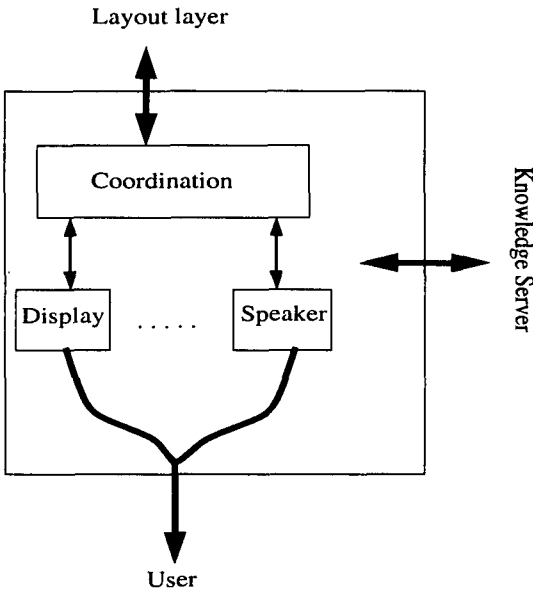 Layout layer
Coordination
Display
.....
Speaker
Knowledge Server
User